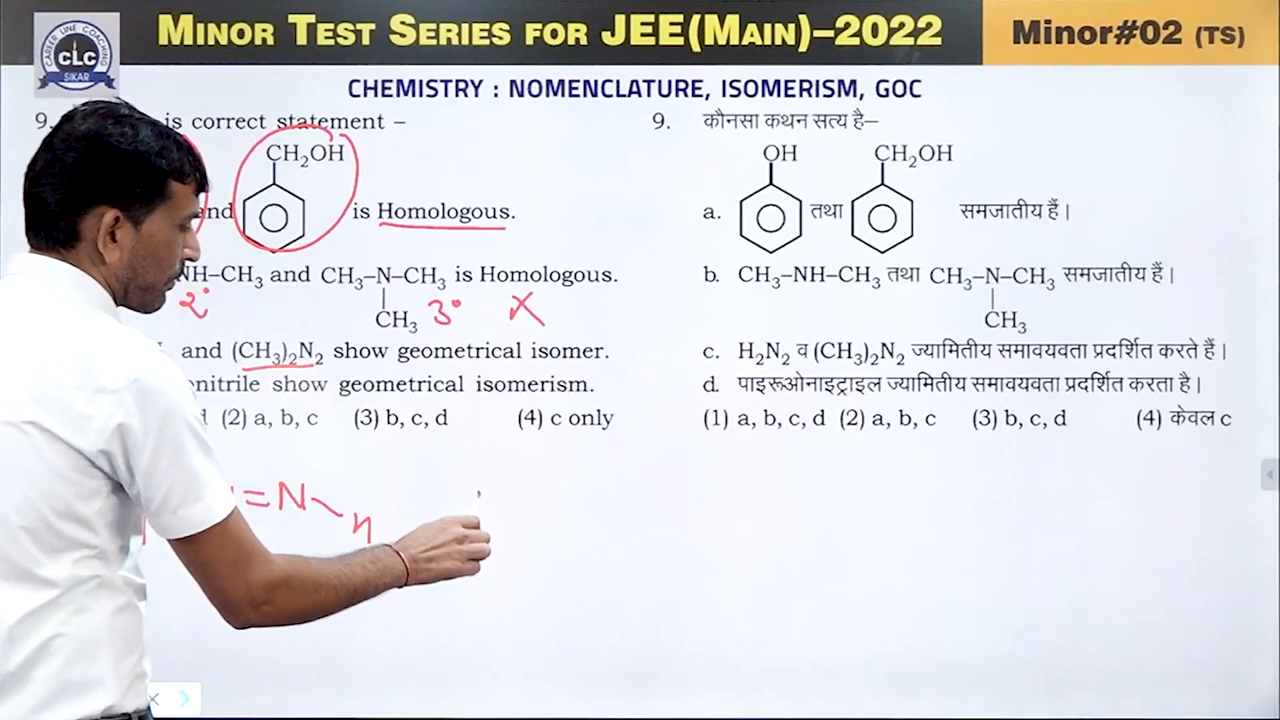 MINOR TEST SERIES FOR JEE(MAIN)–2022
Minor#02 (TS)
CAREER LINE COACHING
CLC
SIKAR
CHEMISTRY : NOMENCLATURE, ISOMERISM, GOC
9. is correct statement –
CH₂OH
and is Homologous.
NH–CH₃ and CH₃–N–CH₃ is Homologous.
2° CH₃ 3° X
and (CH₃)₂N₂ show geometrical isomer.
onitrile show geometrical isomerism.
d (2) a, b, c (3) b, c, d (4) c only
=N
H
9. कौनसा कथन सत्य है–
OH CH₂OH
a. तथा समजातीय हैं।
b. CH₃–NH–CH₃ तथा CH₃–N–CH₃ समजातीय हैं।
CH₃
c. H₂N₂ व (CH₃)₂N₂ ज्यामितीय समावयवता प्रदर्शित करते हैं।
d. पाइरूओनाइट्राइल ज्यामितीय समावयवता प्रदर्शित करता है।
(1) a, b, c, d (2) a, b, c (3) b, c, d (4) केवल c